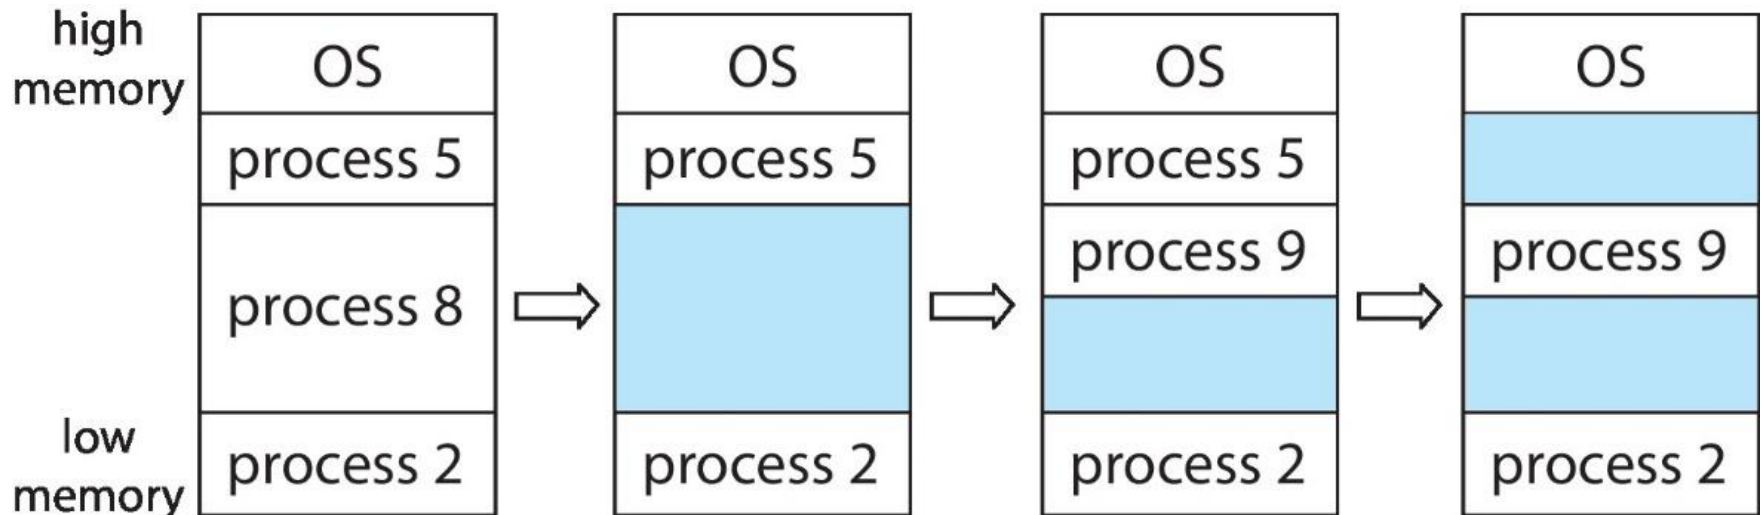 high
memory
OS
process 5
process 8
low
memory
process 2
OS
process 5
process 2
OS
process 5
process 9
process 2
OS
process 9
process 2